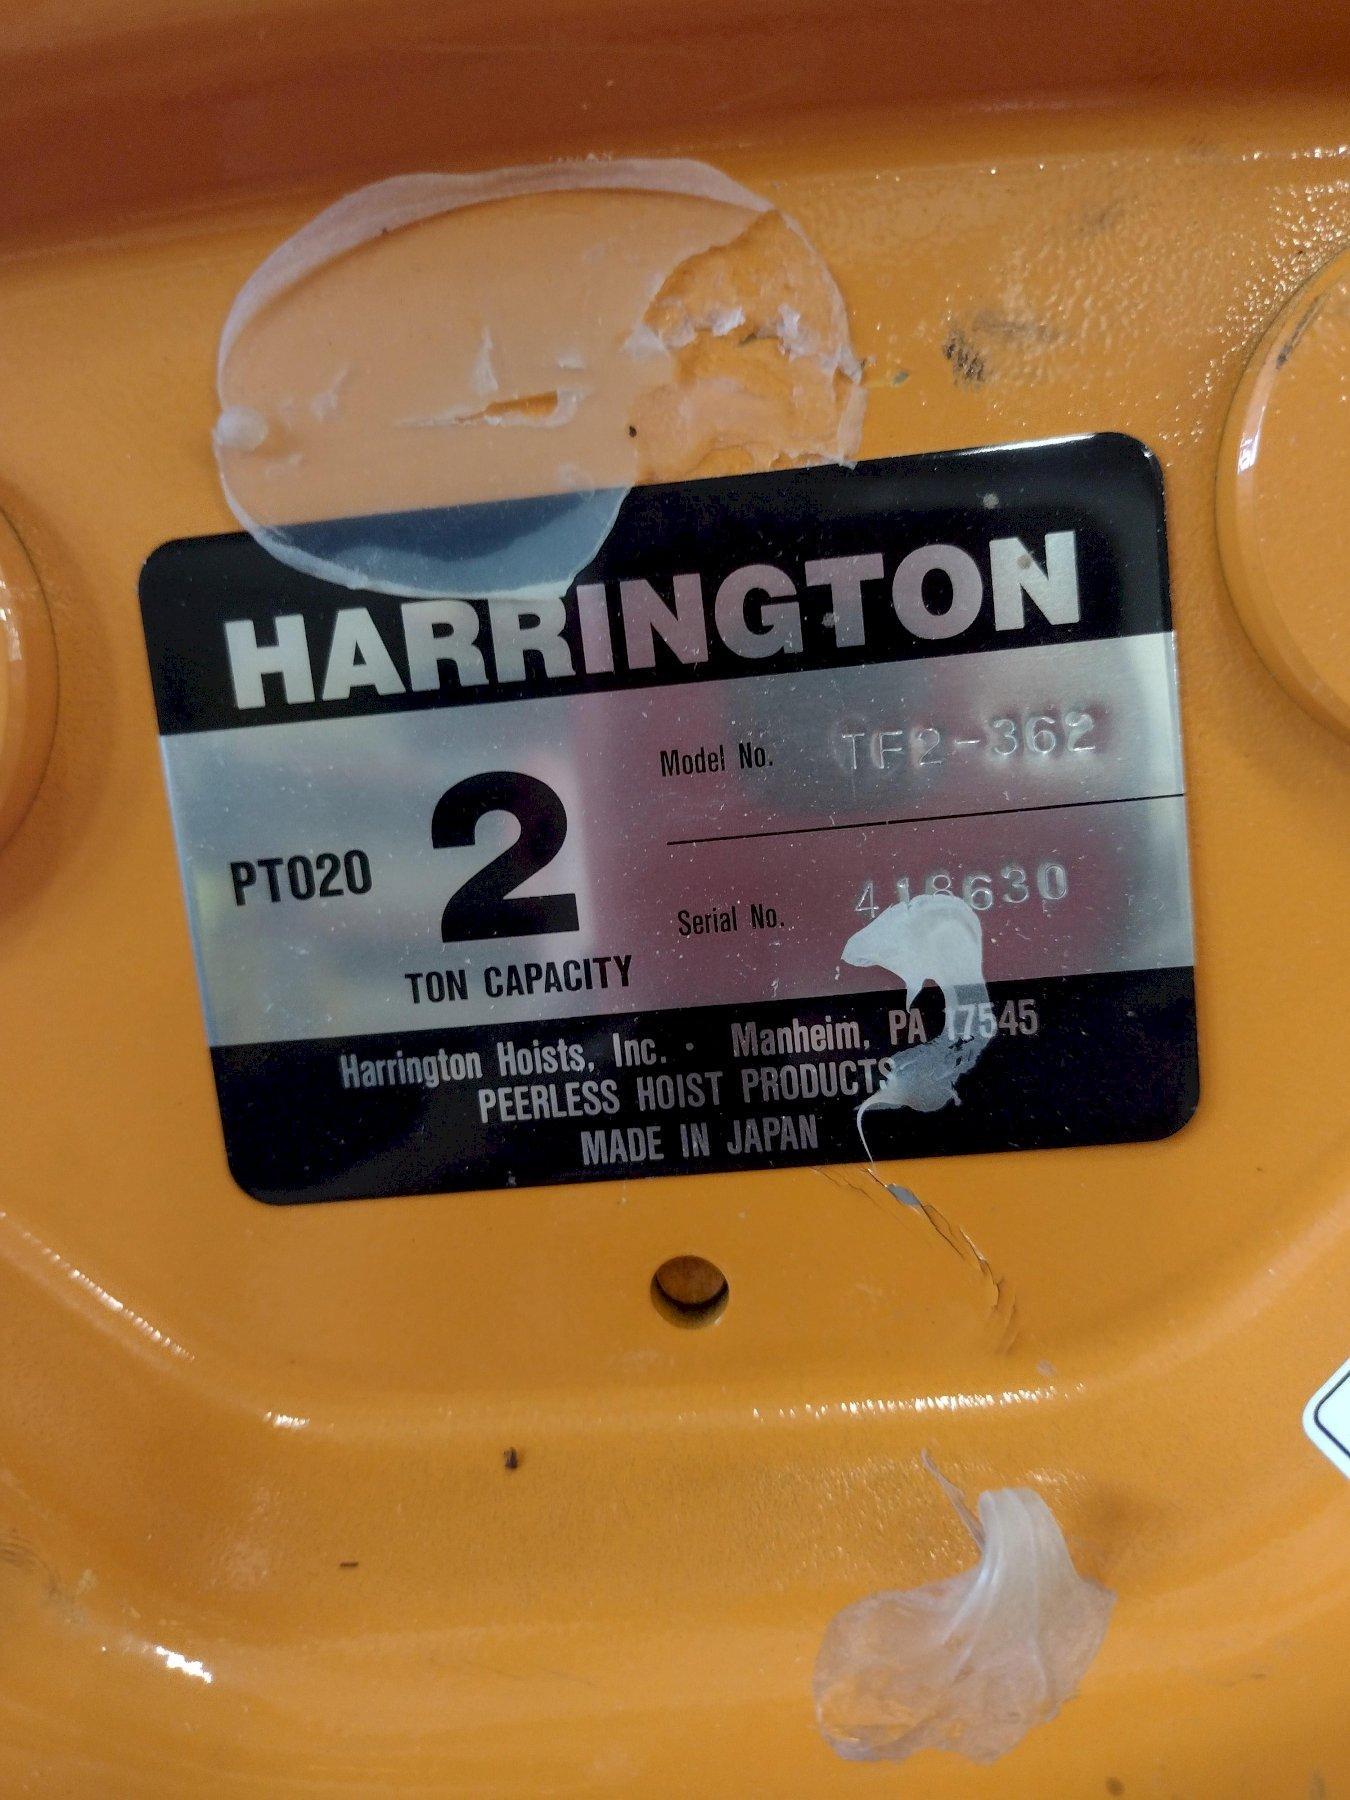 HARRINGTON
Model No. TF2-362
PT020
2
TON CAPACITY
Serial No. 418630
Harrington Hoists, Inc. · Manheim, PA 17545
PEERLESS HOIST PRODUCTS
MADE IN JAPAN